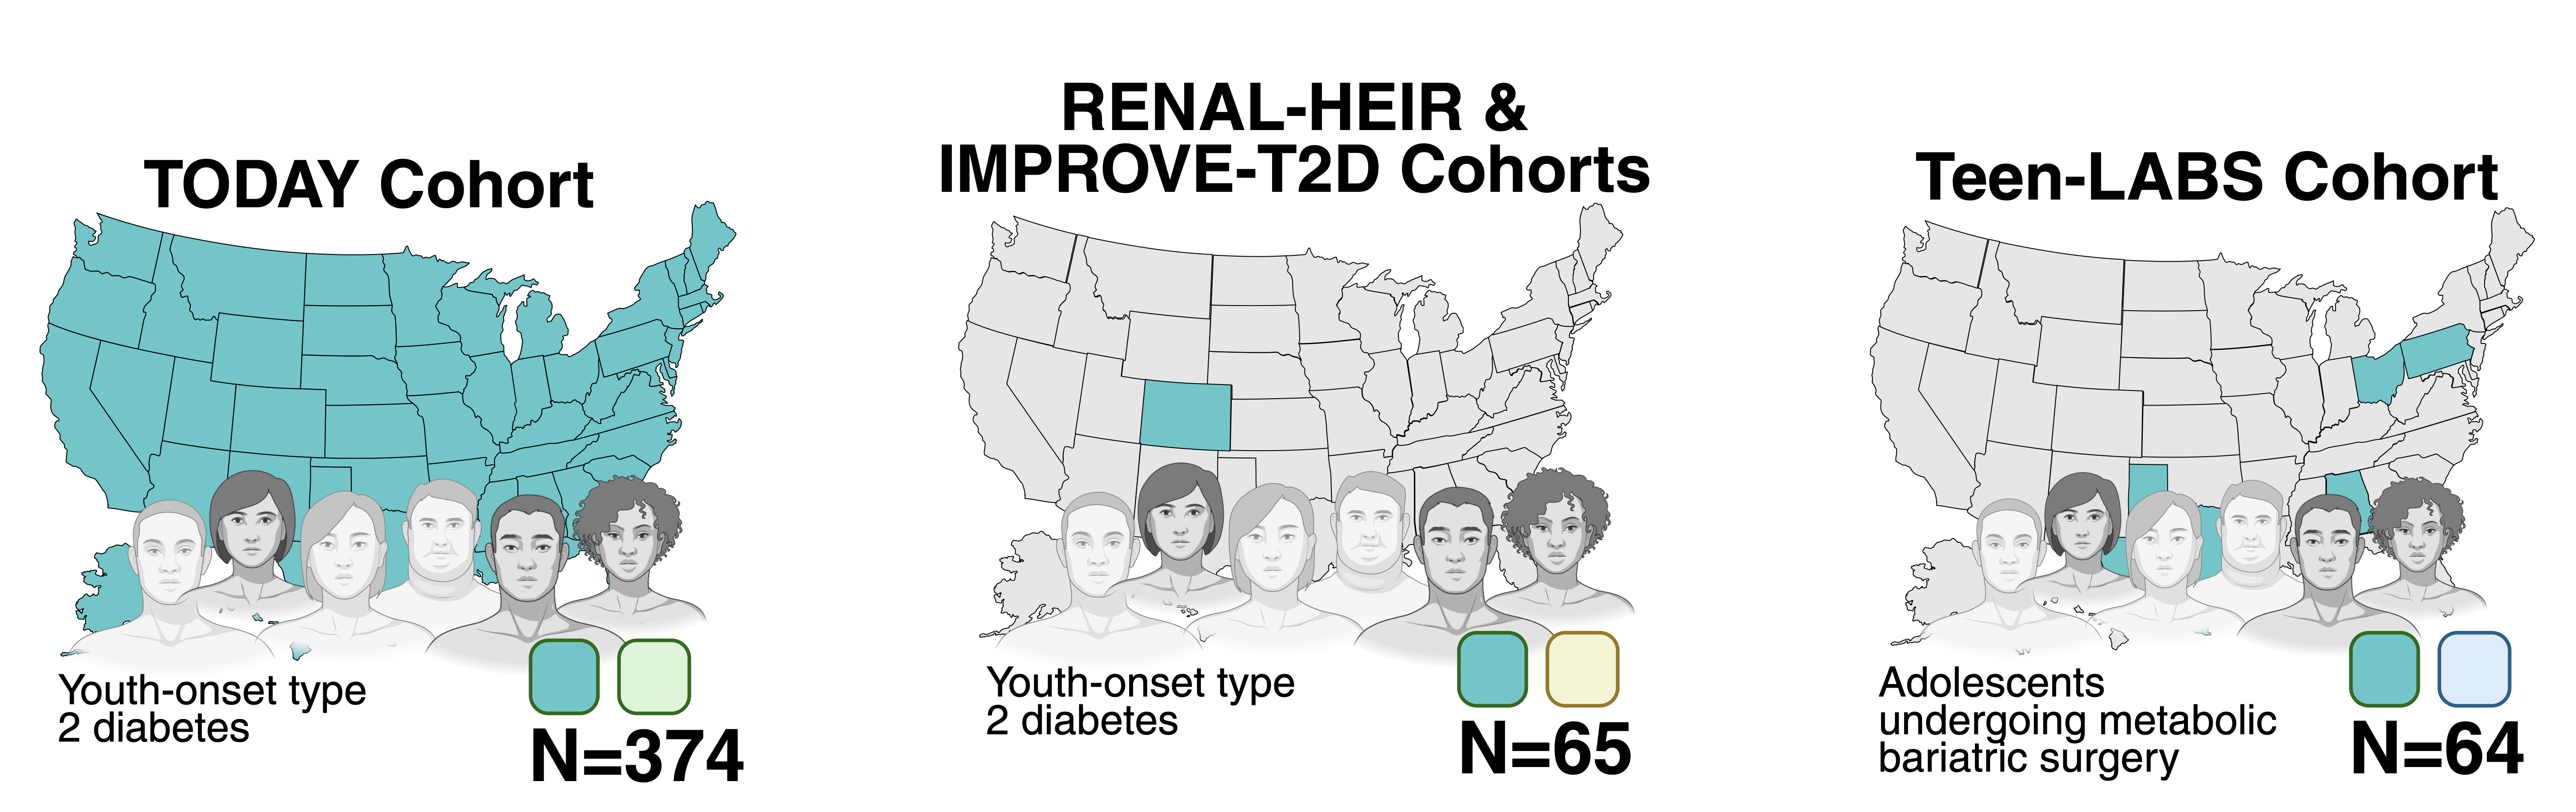 TODAY Cohort
Youth-onset type
2 diabetes
N=374
RENAL-HEIR &
IMPROVE-T2D Cohorts
Youth-onset type
2 diabetes
N=65
Teen-LABS Cohort
Adolescents
undergoing metabolic
bariatric surgery
N=64